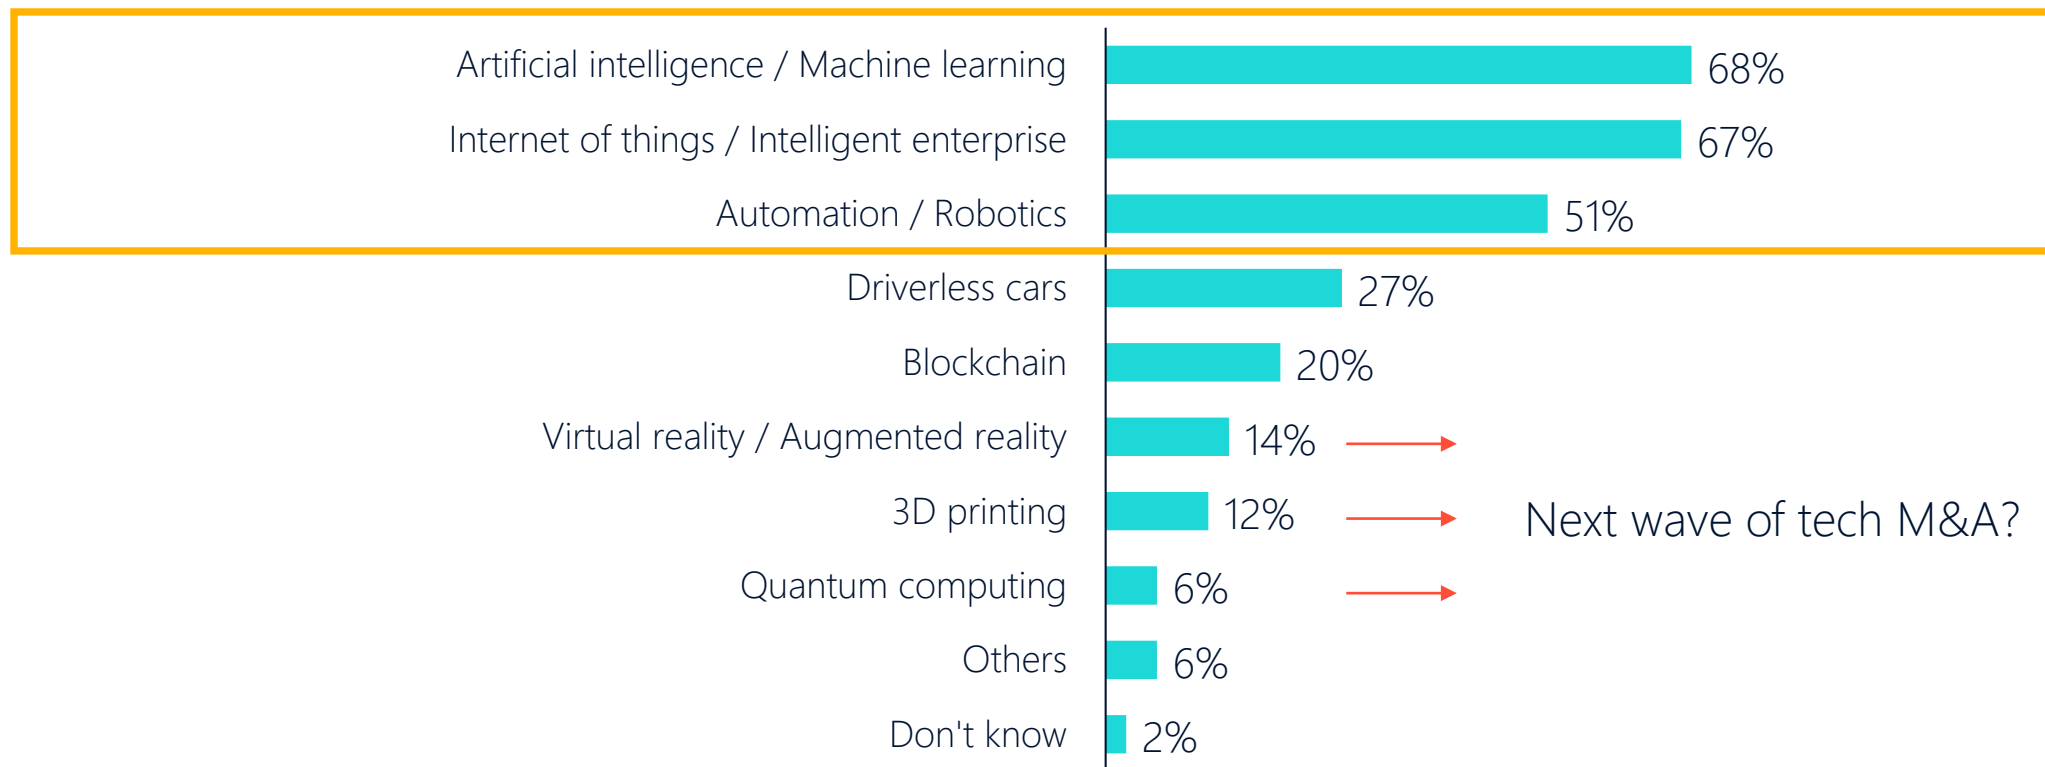 Artificial intelligence / Machine learning 68%
Internet of things / Intelligent enterprise 67%
Automation / Robotics 51%
Driverless cars 27%
Blockchain 20%
Virtual reality / Augmented reality 14%
3D printing 12% Next wave of tech M&A?
Quantum computing 6%
Others 6%
Don't know 2%